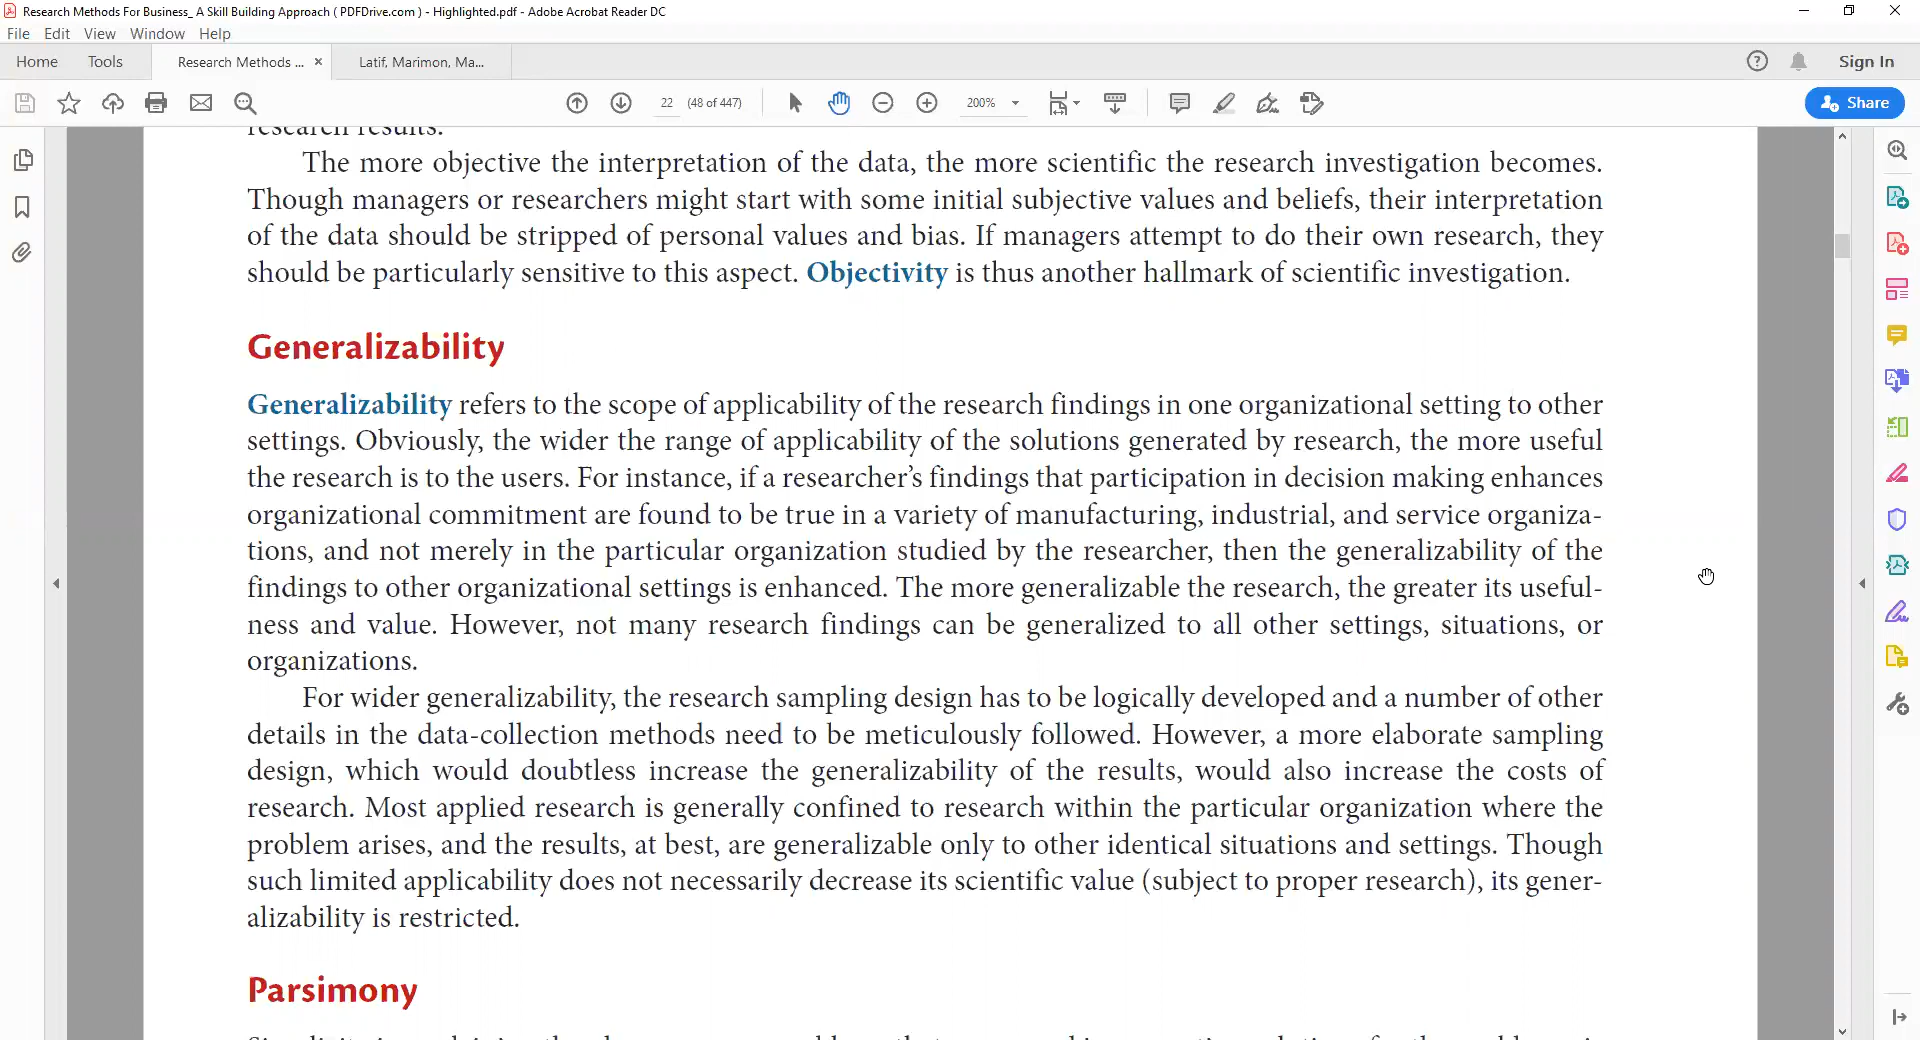 Research Methods For Business_ A Skill Building Approach ( PDFDrive.com ) - Highlighted.pdf - Adobe Acrobat Reader DC
File Edit View Window Help
Home Tools Research Methods ... × Latif, Marimon, Ma... Sign In
22 (48 of 447) 200% Share
research results.
The more objective the interpretation of the data, the more scientific the research investigation becomes.
Though managers or researchers might start with some initial subjective values and beliefs, their interpretation
of the data should be stripped of personal values and bias. If managers attempt to do their own research, they
should be particularly sensitive to this aspect. Objectivity is thus another hallmark of scientific investigation.
Generalizability
Generalizability refers to the scope of applicability of the research findings in one organizational setting to other
settings. Obviously, the wider the range of applicability of the solutions generated by research, the more useful
the research is to the users. For instance, if a researcher’s findings that participation in decision making enhances
organizational commitment are found to be true in a variety of manufacturing, industrial, and service organiza-
tions, and not merely in the particular organization studied by the researcher, then the generalizability of the
findings to other organizational settings is enhanced. The more generalizable the research, the greater its useful-
ness and value. However, not many research findings can be generalized to all other settings, situations, or
organizations.
For wider generalizability, the research sampling design has to be logically developed and a number of other
details in the data-collection methods need to be meticulously followed. However, a more elaborate sampling
design, which would doubtless increase the generalizability of the results, would also increase the costs of
research. Most applied research is generally confined to research within the particular organization where the
problem arises, and the results, at best, are generalizable only to other identical situations and settings. Though
such limited applicability does not necessarily decrease its scientific value (subject to proper research), its gener-
alizability is restricted.
Parsimony